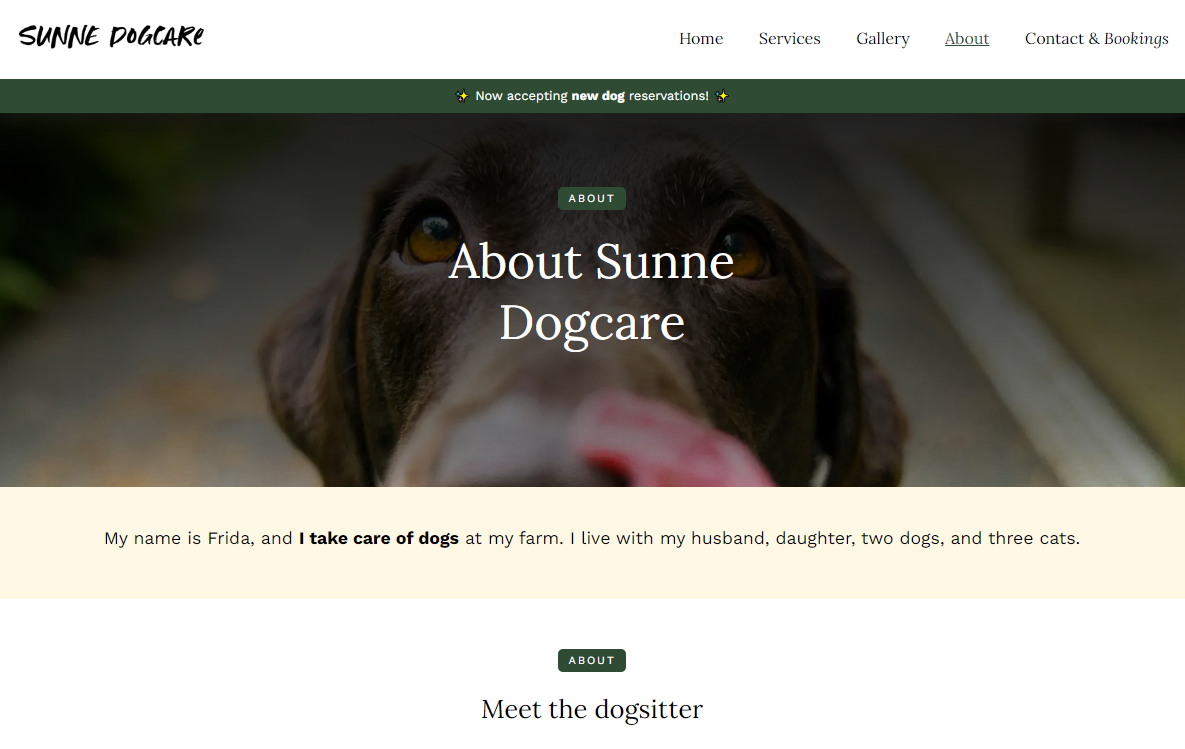 SUNNE DOGCARE
Home Services Gallery About Contact & Bookings
✨ Now accepting new dog reservations! ✨
ABOUT
About Sunne
Dogcare
My name is Frida, and I take care of dogs at my farm. I live with my husband, daughter, two dogs, and three cats.
ABOUT
Meet the dogsitter